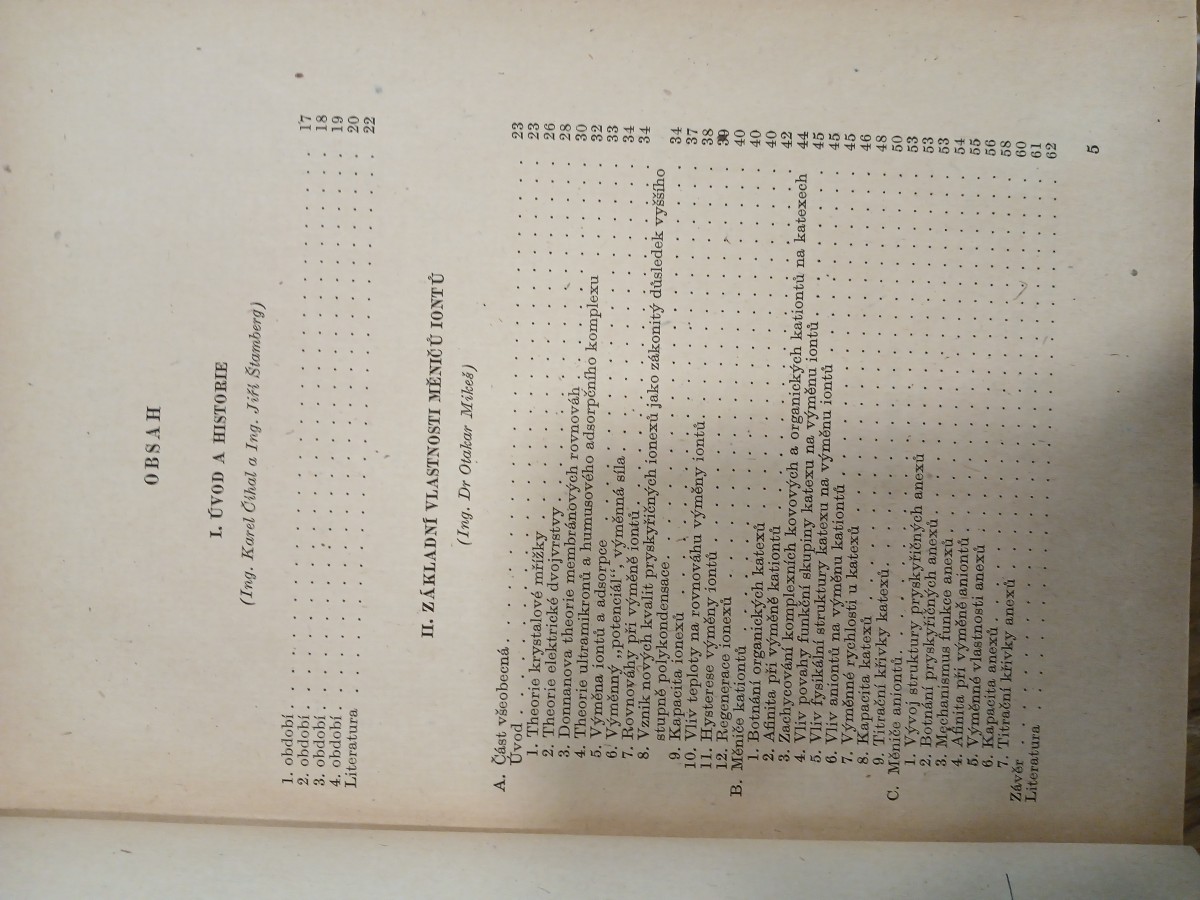 OBSAH
I. ÚVOD A HISTORIE
(Ing. Karel Číhal a Ing. Jiří Štamberg)
1. období . . . . . . . . . . 17
2. období . . . . . . . . . . 18
3. období . . . . . . . . . . 19
4. období . . . . . . . . . . 20
Literatura . . . . . . . . . . 22
II. ZÁKLADNÍ VLASTNOSTI MĚNIČŮ IONTŮ
(Ing. Dr Otakar Mikeš)
A. Část všeobecná . . . . . . . . . . 23
Úvod . . . . . . . . . . 23
1. Theorie krystalové mřížky . . . . . . . . . . 26
2. Theorie elektrické dvojvrstvy . . . . . . . . . . 28
3. Donnanova theorie membránových rovnováh . . . . . . . . . . 30
4. Theorie ultramikronů a humusového adsorpčního komplexu . . . . . 32
5. Výměna iontů a adsorpce . . . . . . . . . . 33
6. Výměnný „potenciál“, výměnná síla . . . . . . . . . . 34
7. Rovnováhy při výměně iontů . . . . . . . . . . 34
8. Vznik nových kvalit pryskyřičných ionexů jako zákonitý důsledek vyššího
stupně polykondensace . . . . . . . . . . 34
9. Kapacita ionexů . . . . . . . . . . 37
10. Vliv teploty na rovnováhu výměny iontů . . . . . . . . . . 38
11. Hysterese výměny iontů . . . . . . . . . . 39
12. Regenerace ionexů . . . . . . . . . . 40
B. Měniče kationtů . . . . . . . . . . 40
1. Botnání organických katexů . . . . . . . . . . 40
2. Afinita při výměně kationtů . . . . . . . . . . 42
3. Zachycování komplexních kovových a organických kationtů na katexech 44
4. Vliv povahy funkční skupiny katexu na výměnu iontů . . . . . . . . . . 45
5. Vliv fysikální struktury katexu na výměnu iontů . . . . . . . . . . 45
6. Vliv aniontů na výměnu kationtů . . . . . . . . . . 45
7. Výměnné rychlosti u katexů . . . . . . . . . . 46
8. Kapacita katexů . . . . . . . . . . 48
9. Titrační křivky katexů . . . . . . . . . . 50
C. Měniče aniontů . . . . . . . . . . 53
1. Vývoj struktury pryskyřičných anexů . . . . . . . . . . 53
2. Botnání pryskyřičných anexů . . . . . . . . . . 53
3. Mechanismus funkce anexů . . . . . . . . . . 54
4. Afinita při výměně aniontů . . . . . . . . . . 55
5. Výměnné vlastnosti anexů . . . . . . . . . . 56
6. Kapacita anexů . . . . . . . . . . 58
7. Titrační křivky anexů . . . . . . . . . . 60
Závěr . . . . . . . . . . 61
Literatura . . . . . . . . . . 62
5